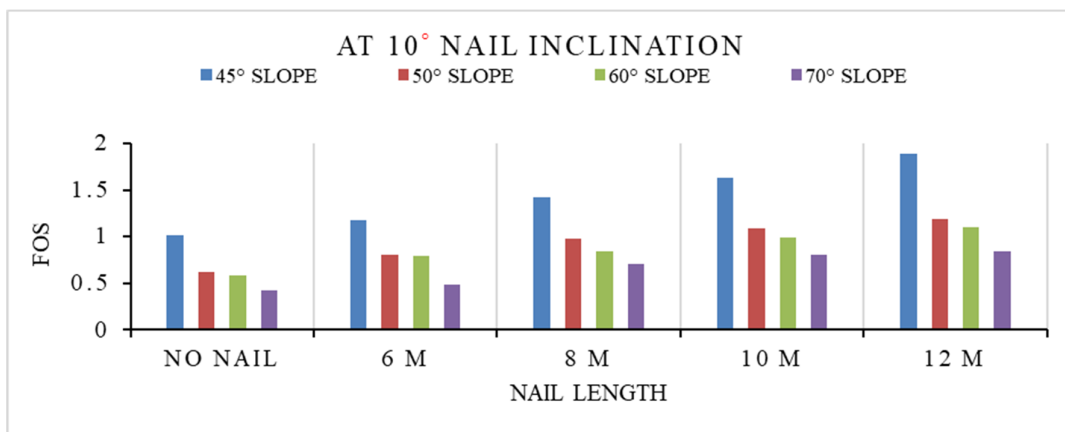 AT 10° NAIL INCLINATION
45° SLOPE 50° SLOPE 60° SLOPE 70° SLOPE
2
1.5
1
0.5
0
FOS
NO NAIL 6 M 8 M 10 M 12 M
NAIL LENGTH